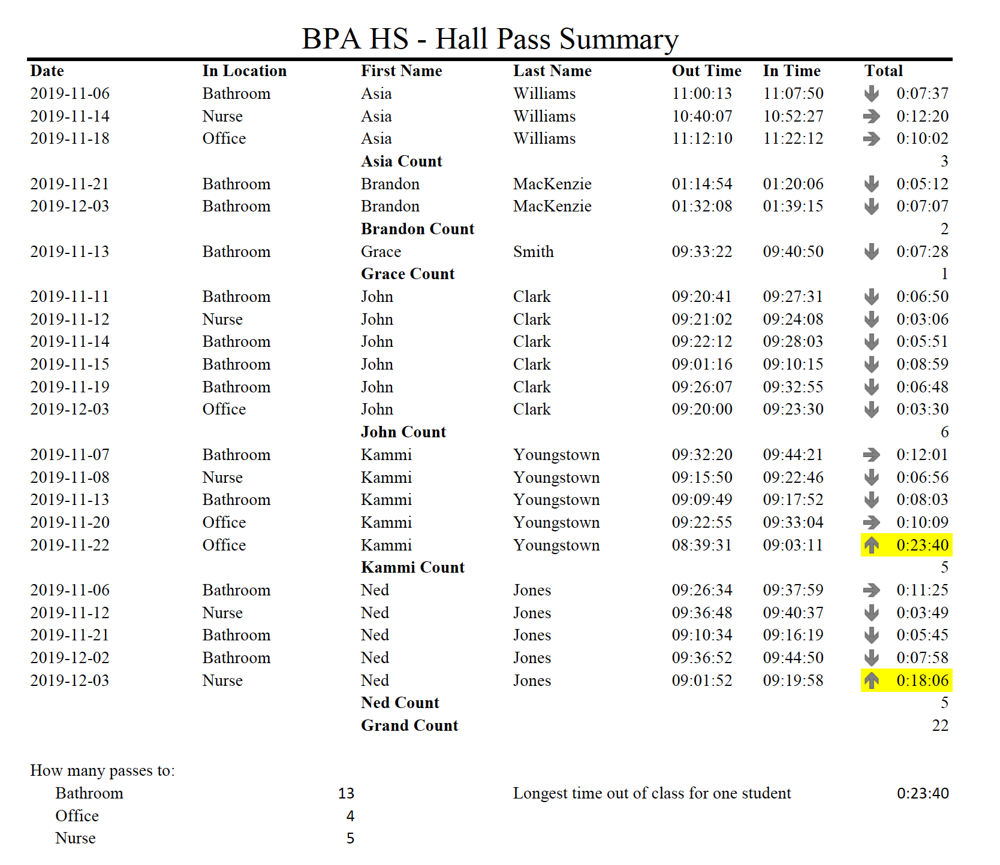 BPA HS - Hall Pass Summary
Date In Location First Name Last Name Out Time In Time Total
2019-11-06 Bathroom Asia Williams 11:00:13 11:07:50 0:07:37
2019-11-14 Nurse Asia Williams 10:40:07 10:52:27 0:12:20
2019-11-18 Office Asia Williams 11:12:10 11:22:12 0:10:02
Asia Count 3
2019-11-21 Bathroom Brandon MacKenzie 01:14:54 01:20:06 0:05:12
2019-12-03 Bathroom Brandon MacKenzie 01:32:08 01:39:15 0:07:07
Brandon Count 2
2019-11-13 Bathroom Grace Smith 09:33:22 09:40:50 0:07:28
Grace Count 1
2019-11-11 Bathroom John Clark 09:20:41 09:27:31 0:06:50
2019-11-12 Nurse John Clark 09:21:02 09:24:08 0:03:06
2019-11-14 Bathroom John Clark 09:22:12 09:28:03 0:05:51
2019-11-15 Bathroom John Clark 09:01:16 09:10:15 0:08:59
2019-11-19 Bathroom John Clark 09:26:07 09:32:55 0:06:48
2019-12-03 Office John Clark 09:20:00 09:23:30 0:03:30
John Count 6
2019-11-07 Bathroom Kammi Youngstown 09:32:20 09:44:21 0:12:01
2019-11-08 Nurse Kammi Youngstown 09:15:50 09:22:46 0:06:56
2019-11-13 Bathroom Kammi Youngstown 09:09:49 09:17:52 0:08:03
2019-11-20 Office Kammi Youngstown 09:22:55 09:33:04 0:10:09
2019-11-22 Office Kammi Youngstown 08:39:31 09:03:11 0:23:40
Kammi Count 5
2019-11-06 Bathroom Ned Jones 09:26:34 09:37:59 0:11:25
2019-11-12 Nurse Ned Jones 09:36:48 09:40:37 0:03:49
2019-11-21 Bathroom Ned Jones 09:10:34 09:16:19 0:05:45
2019-12-02 Bathroom Ned Jones 09:36:52 09:44:50 0:07:58
2019-12-03 Nurse Ned Jones 09:01:52 09:19:58 0:18:06
Ned Count 5
Grand Count 22
How many passes to:
Bathroom 13 Longest time out of class for one student 0:23:40
Office 4
Nurse 5